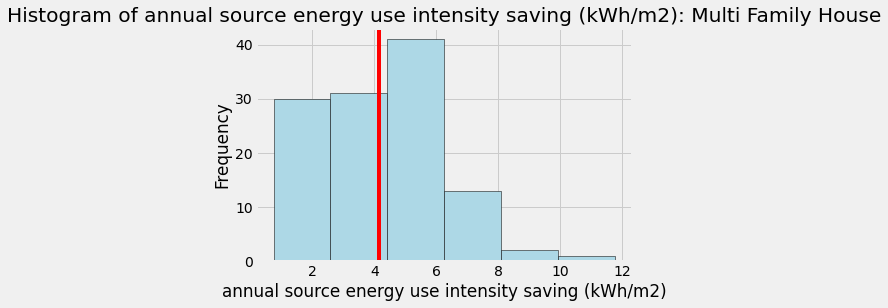 Histogram of annual source energy use intensity saving (kWh/m2): Multi Family House
40
30
20
10
0
Frequency
2 4 6 8 10 12
annual source energy use intensity saving (kWh/m2)